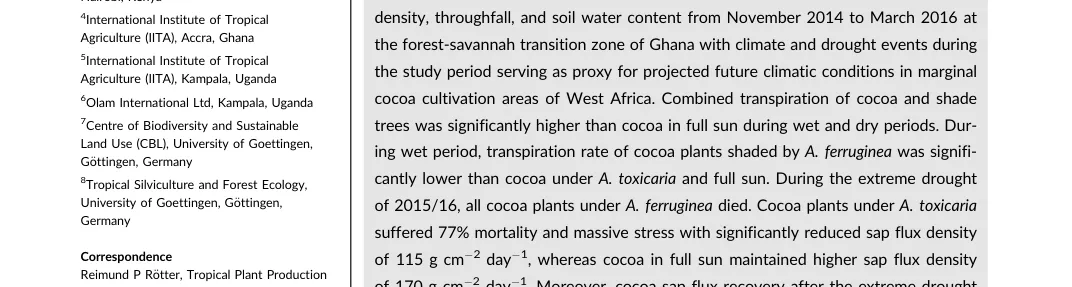 ⁴International Institute of Tropical
Agriculture (IITA), Accra, Ghana
⁵International Institute of Tropical
Agriculture (IITA), Kampala, Uganda
⁶Olam International Ltd, Kampala, Uganda
⁷Centre of Biodiversity and Sustainable
Land Use (CBL), University of Goettingen,
Göttingen, Germany
⁸Tropical Silviculture and Forest Ecology,
University of Goettingen, Göttingen,
Germany
Correspondence
Reimund P Rötter, Tropical Plant Production
density, throughfall, and soil water content from November 2014 to March 2016 at
the forest-savannah transition zone of Ghana with climate and drought events during
the study period serving as proxy for projected future climatic conditions in marginal
cocoa cultivation areas of West Africa. Combined transpiration of cocoa and shade
trees was significantly higher than cocoa in full sun during wet and dry periods. Dur-
ing wet period, transpiration rate of cocoa plants shaded by A. ferruginea was signifi-
cantly lower than cocoa under A. toxicaria and full sun. During the extreme drought
of 2015/16, all cocoa plants under A. ferruginea died. Cocoa plants under A. toxicaria
suffered 77% mortality and massive stress with significantly reduced sap flux density
of 115 g cm⁻² day⁻¹, whereas cocoa in full sun maintained higher sap flux density
of 170 g cm⁻² day⁻¹. Moreover, cocoa sap flux recovery after the extreme drought